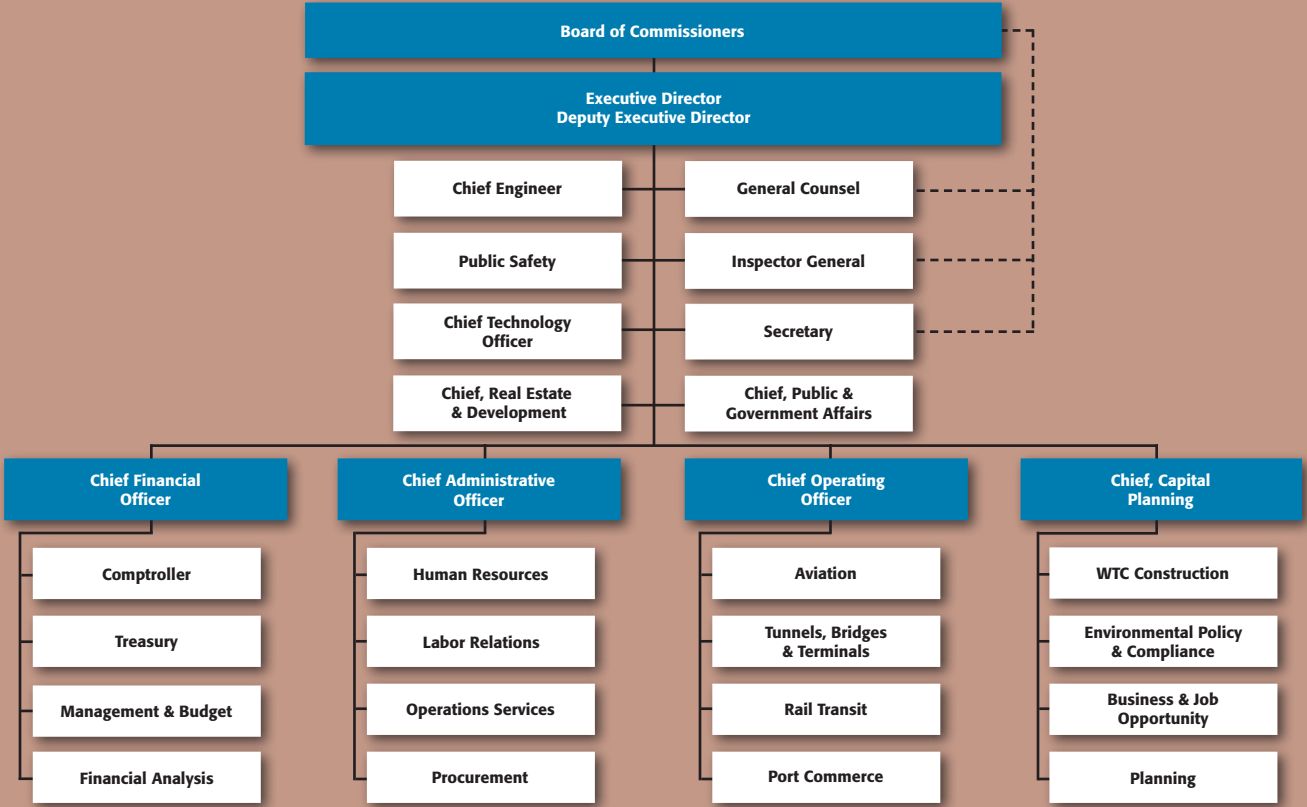 Board of Commissioners
Executive Director
Deputy Executive Director
Chief Engineer
General Counsel
Public Safety
Inspector General
Chief Technology
Officer
Secretary
Chief, Real Estate
& Development
Chief, Public &
Government Affairs
Chief Financial
Officer
Chief Administrative
Officer
Chief Operating
Officer
Chief, Capital
Planning
Comptroller
Treasury
Management & Budget
Financial Analysis
Human Resources
Labor Relations
Operations Services
Procurement
Aviation
Tunnels, Bridges
& Terminals
Rail Transit
Port Commerce
WTC Construction
Environmental Policy
& Compliance
Business & Job
Opportunity
Planning